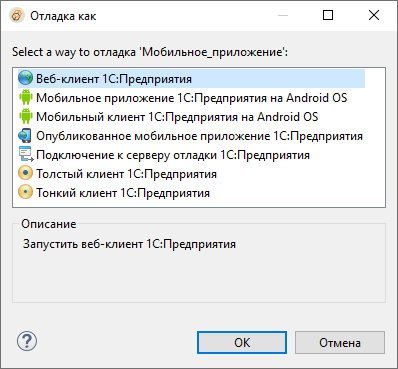 Отладка как
Select a way to отладка 'Мобильное_приложение':
Веб-клиент 1С:Предприятия
Мобильное приложение 1С:Предприятия на Android OS
Мобильный клиент 1С:Предприятия на Android OS
Опубликованное мобильное приложение 1С:Предприятия
Подключение к серверу отладки 1С:Предприятия
Толстый клиент 1С:Предприятия
Тонкий клиент 1С:Предприятия
Описание
Запустить веб-клиент 1С:Предприятия
?
OK
Отмена